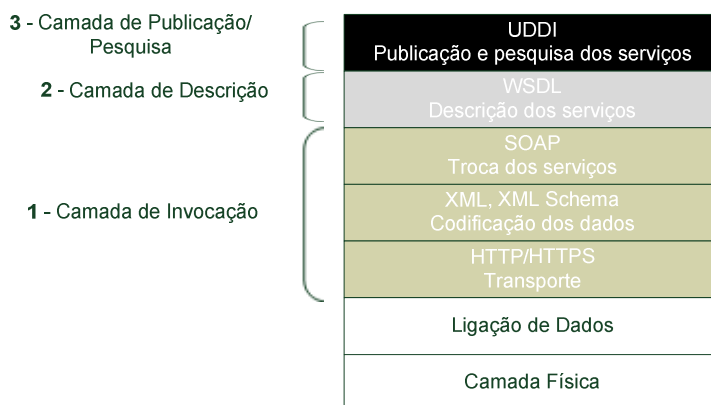 3 - Camada de Publicação/
Pesquisa
2 - Camada de Descrição
1 - Camada de Invocação
UDDI
Publicação e pesquisa dos serviços
WSDL
Descrição dos serviços
SOAP
Troca dos serviços
XML, XML Schema
Codificação dos dados
HTTP/HTTPS
Transporte
Ligação de Dados
Camada Física